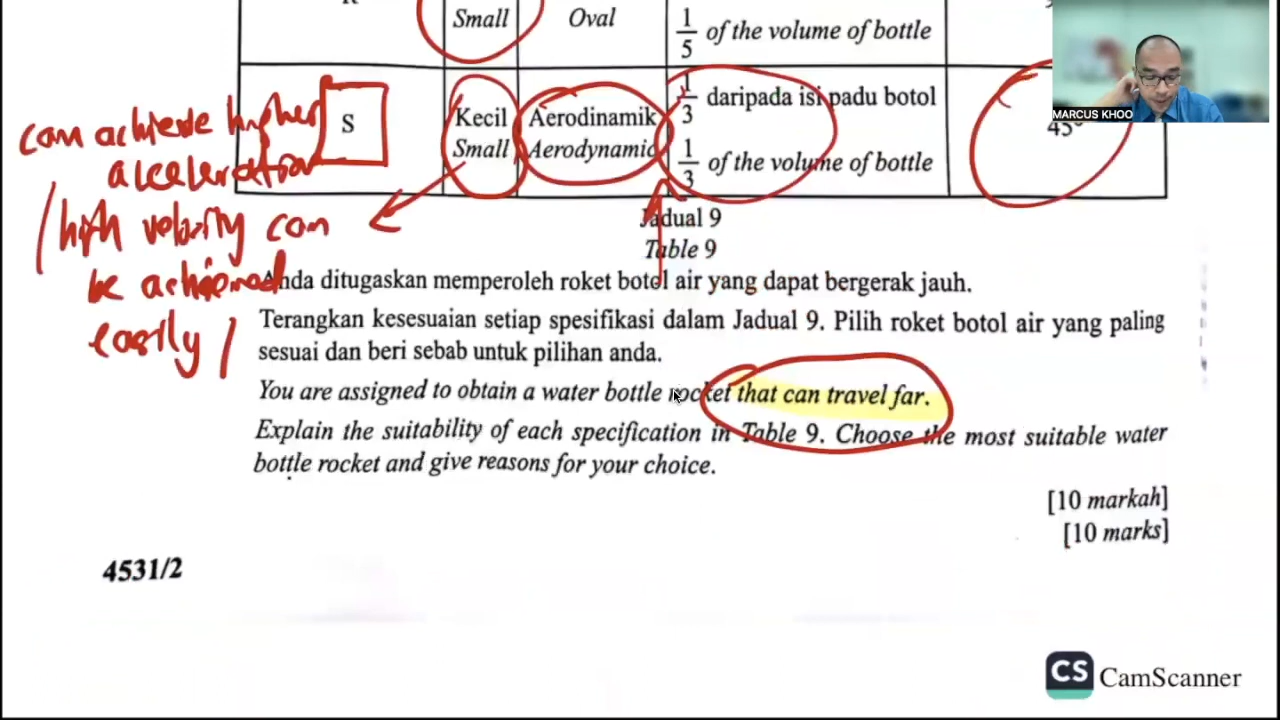 Small
Oval
1/5 of the volume of bottle
MARCUS KHOO
can achieve higher
acceleration
/high velocity can
be achieved
easily/
S
Kecil
Small
Aerodinamik
Aerodynamic
1/3 daripada isi padu botol
1/3 of the volume of bottle
45°
Jadual 9
Table 9
Anda ditugaskan memperoleh roket botol air yang dapat bergerak jauh.
Terangkan kesesuaian setiap spesifikasi dalam Jadual 9. Pilih roket botol air yang paling
sesuai dan beri sebab untuk pilihan anda.
You are assigned to obtain a water bottle rocket that can travel far.
Explain the suitability of each specification in Table 9. Choose the most suitable water
bottle rocket and give reasons for your choice.
[10 markah]
[10 marks]
4531/2
CS CamScanner